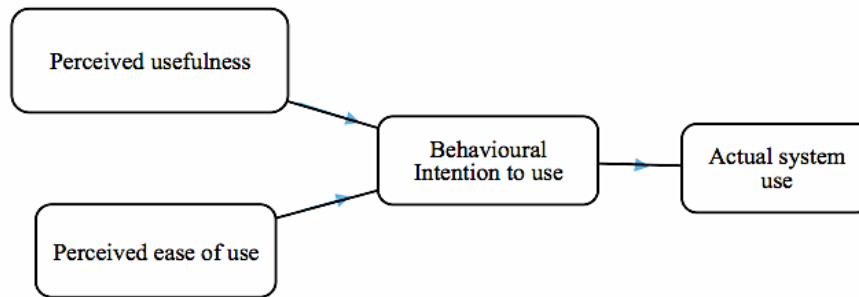 Perceived usefulness
Behavioural
Intention to use
Actual system
use
Perceived ease of use